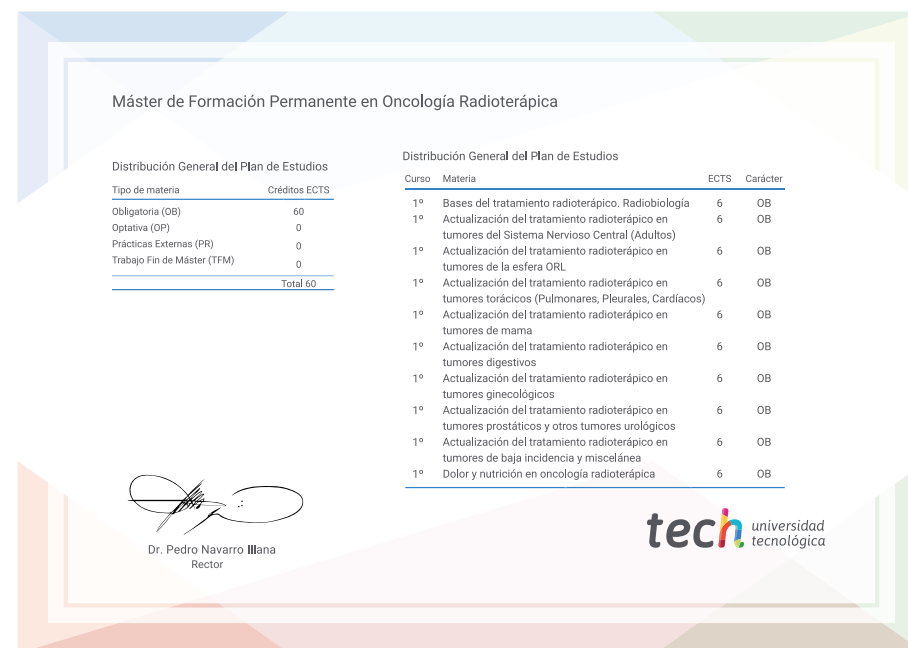 Máster de Formación Permanente en Oncología Radioterápica
Distribución General del Plan de Estudios
Tipo de materia Créditos ECTS
Obligatoria (OB) 60
Optativa (OP) 0
Prácticas Externas (PR) 0
Trabajo Fin de Máster (TFM) 0
Total 60
Distribución General del Plan de Estudios
Curso Materia ECTS Carácter
1º Bases del tratamiento radioterápico. Radiobiología 6 OB
1º Actualización del tratamiento radioterápico en 6 OB
tumores del Sistema Nervioso Central (Adultos)
1º Actualización del tratamiento radioterápico en 6 OB
tumores de la esfera ORL
1º Actualización del tratamiento radioterápico en 6 OB
tumores torácicos (Pulmonares, Pleurales, Cardíacos)
1º Actualización del tratamiento radioterápico en 6 OB
tumores de mama
1º Actualización del tratamiento radioterápico en 6 OB
tumores digestivos
1º Actualización del tratamiento radioterápico en 6 OB
tumores ginecológicos
1º Actualización del tratamiento radioterápico en 6 OB
tumores prostáticos y otros tumores urológicos
1º Actualización del tratamiento radioterápico en 6 OB
tumores de baja incidencia y miscelánea
1º Dolor y nutrición en oncología radioterápica 6 OB
Dr. Pedro Navarro Illana
Rector
tech universidad
tecnológica